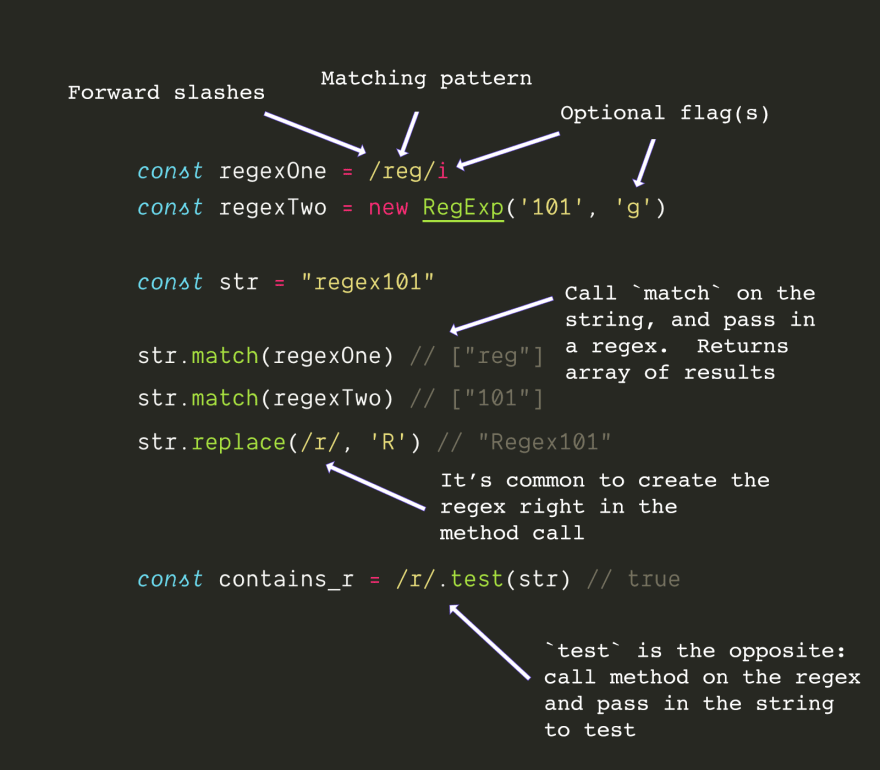 Matching pattern
Forward slashes
Optional flag(s)
const regexOne = /reg/i
const regexTwo = new RegExp('101', 'g')
const str = "regex101"
Call `match` on the
string, and pass in
a regex.  Returns
array of results
str.match(regexOne) // ["reg"]
str.match(regexTwo) // ["101"]
str.replace(/r/, 'R') // "Regex101"
It’s common to create the
regex right in the
method call
const contains_r = /r/.test(str) // true
`test` is the opposite:
call method on the regex
and pass in the string
to test